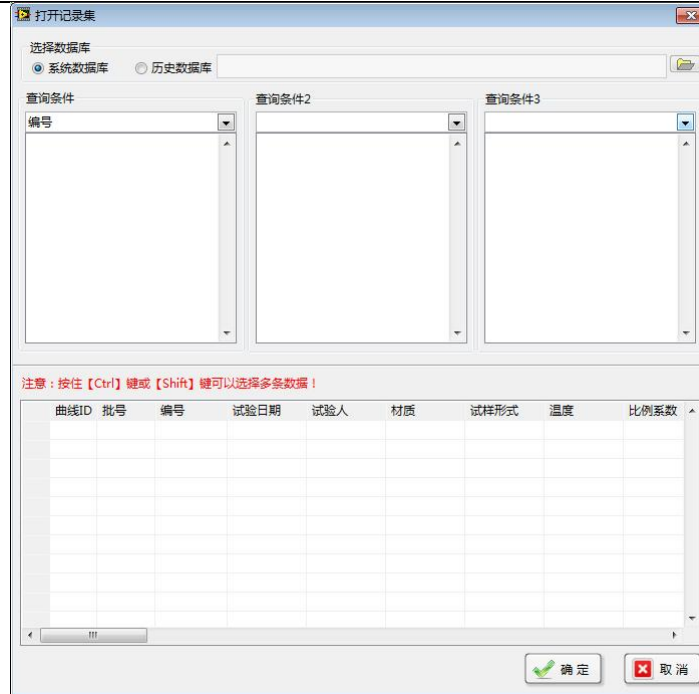 打开记录集
选择数据库
系统数据库 历史数据库
查询条件 查询条件2 查询条件3
编号
注意：按住【Ctrl】键或【Shift】键可以选择多条数据！
曲线ID 批号 编号 试验日期 试验人 材质 试样形式 温度 比例系数
确定 取消